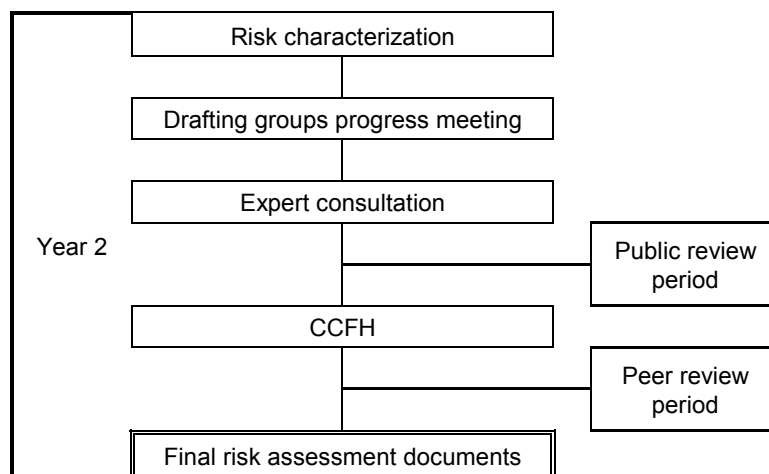 Risk characterization
Drafting groups progress meeting
Expert consultation
Year 2
Public review
period
CCFH
Peer review
period
Final risk assessment documents